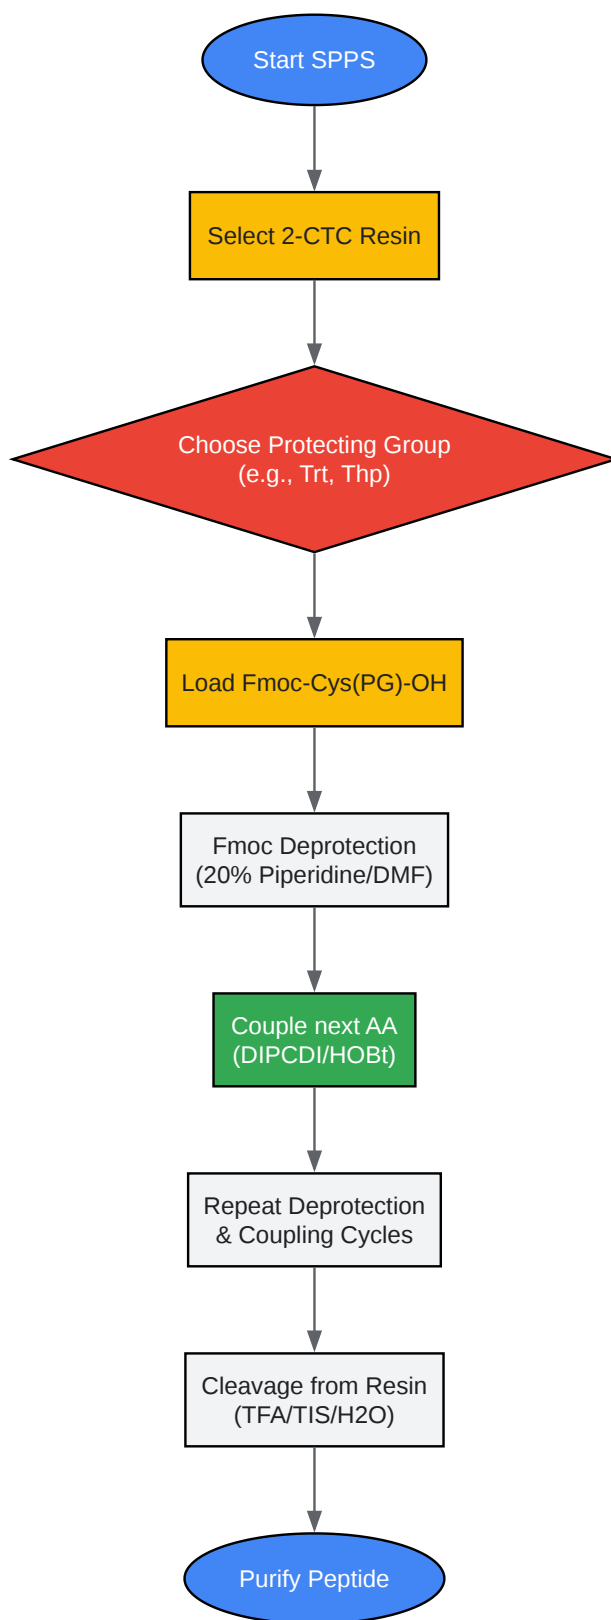 Start SPPS
Select 2-CTC Resin
Choose Protecting Group
(e.g., Trt, Thp)
Load Fmoc-Cys(PG)-OH
Fmoc Deprotection
(20% Piperidine/DMF)
Couple next AA
(DIPCDI/HOBt)
Repeat Deprotection
& Coupling Cycles
Cleavage from Resin
(TFA/TIS/H2O)
Purify Peptide